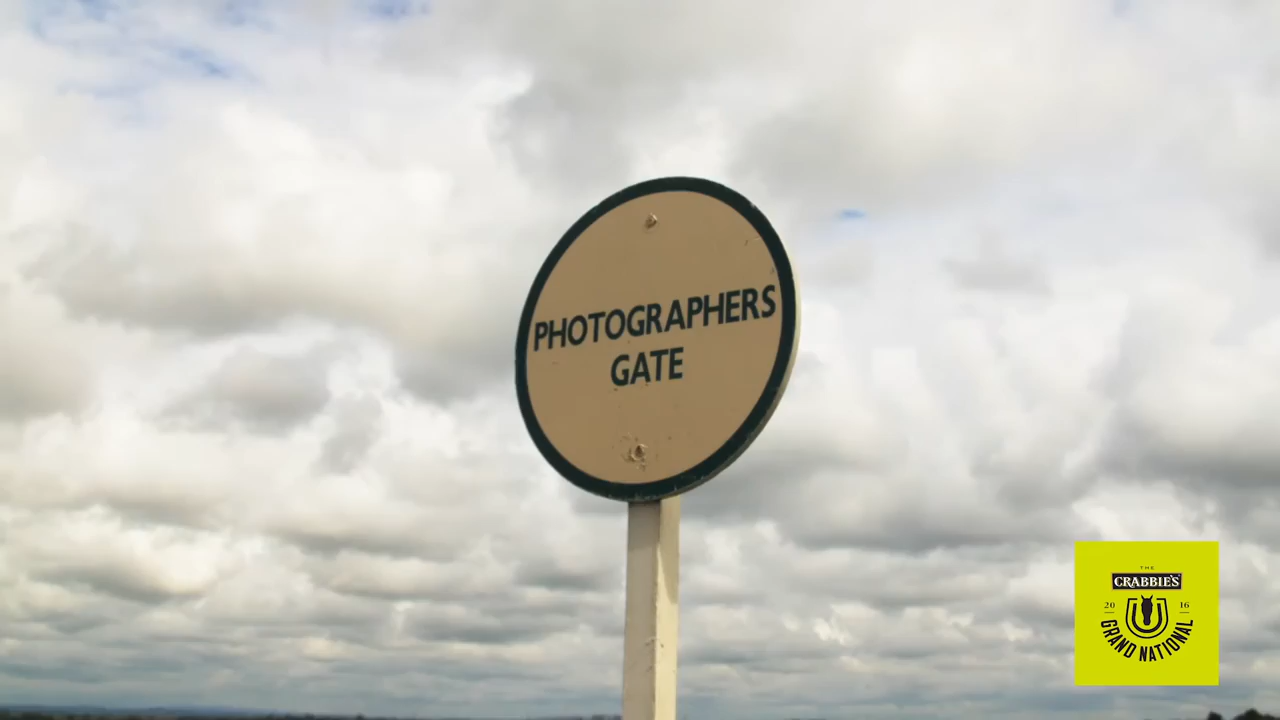 PHOTOGRAPHERS
GATE
THE
CRABBIE'S
20 16
GRAND NATIONAL